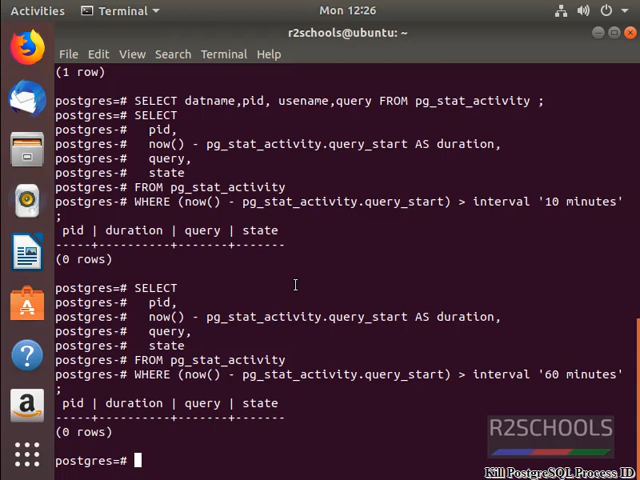 Activities
Terminal
Mon 12:26
r2schools@ubuntu: ~
File Edit View Search Terminal Help
(1 row)
postgres=# SELECT datname,pid, usename,query FROM pg_stat_activity ;
postgres=# SELECT
postgres-#   pid,
postgres-#   now() - pg_stat_activity.query_start AS duration,
postgres-#   query,
postgres-#   state
postgres-# FROM pg_stat_activity
postgres-# WHERE (now() - pg_stat_activity.query_start) > interval '10 minutes'
;
 pid | duration | query | state
-----+----------+-------+-------
(0 rows)
postgres=# SELECT
postgres-#   pid,
postgres-#   now() - pg_stat_activity.query_start AS duration,
postgres-#   query,
postgres-#   state
postgres-# FROM pg_stat_activity
postgres-# WHERE (now() - pg_stat_activity.query_start) > interval '60 minutes'
;
 pid | duration | query | state
-----+----------+-------+-------
(0 rows)
postgres=#
R2SCHOOLS
Kill PostgreSQL Process ID